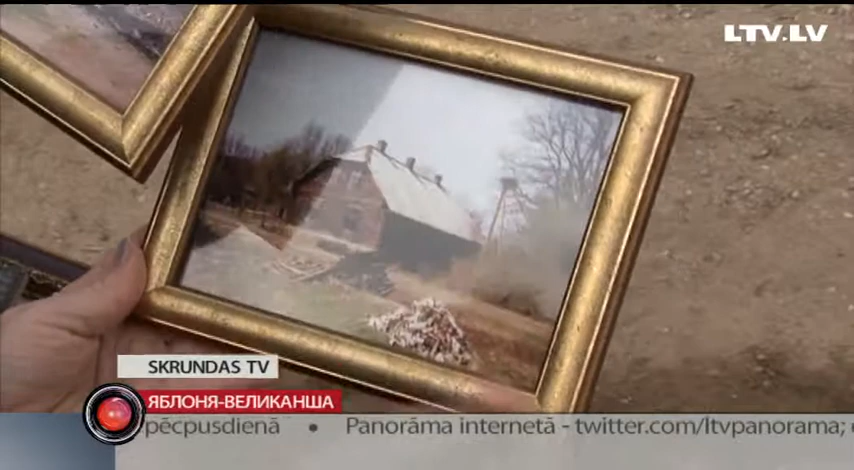 LTV.LV
SKRUNDAS TV
ЯБЛОНЯ-ВЕЛИКАНША
pēcpusdienā • Panorāma internetā - twitter.com/ltvpanorama;